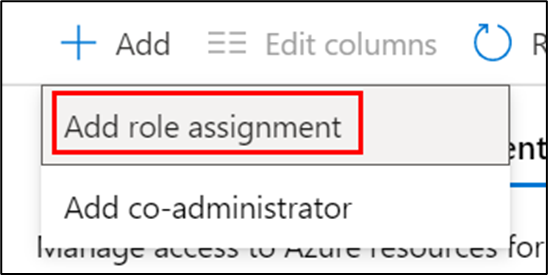 Add Edit columns R
Add role assignment
ent
Add co-administrator
Manage access to Azure resources for